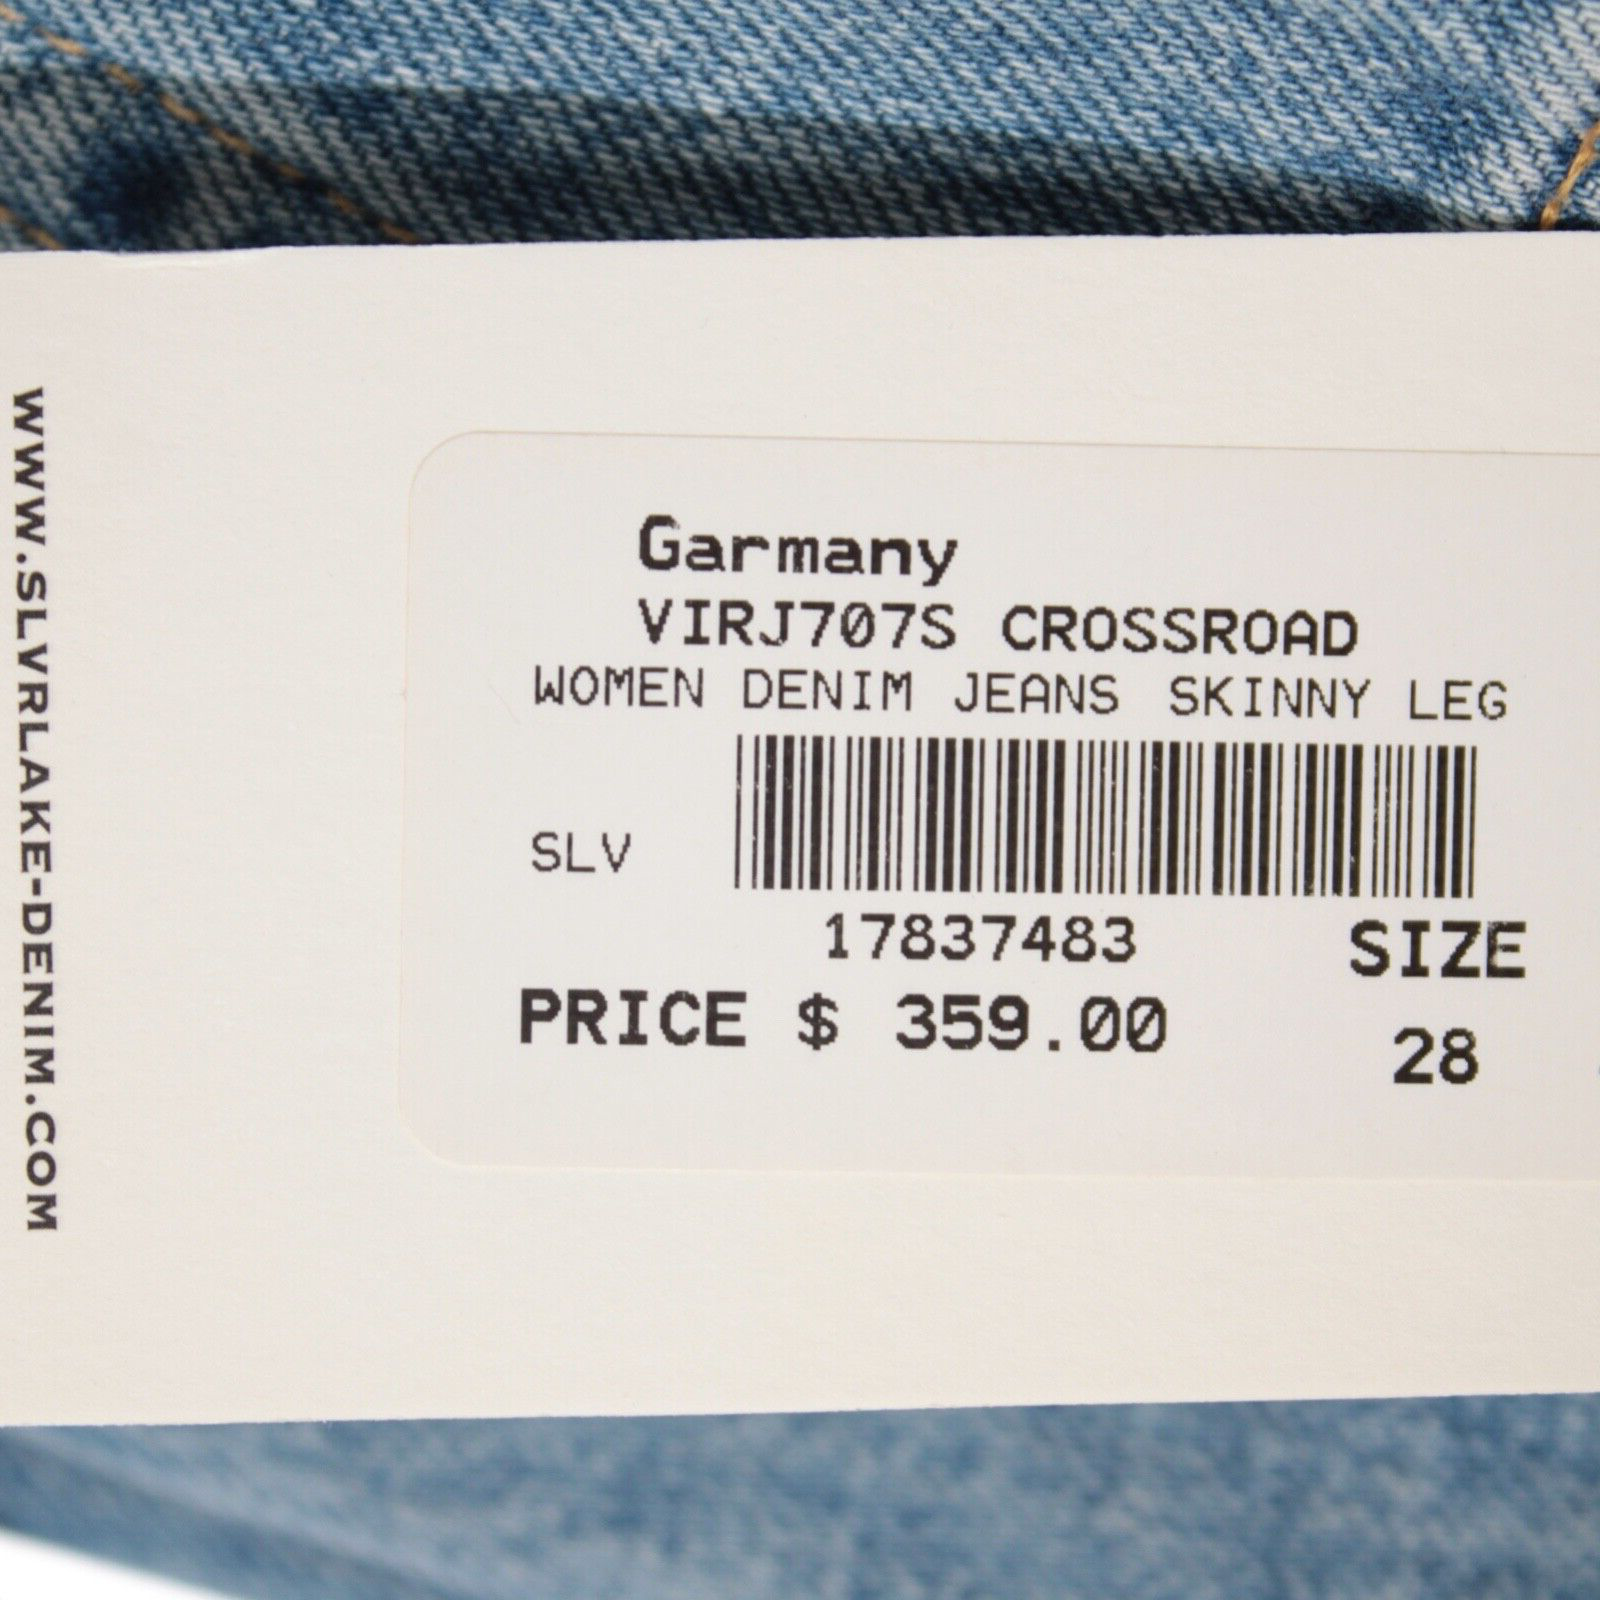 WWW.SLVRLAKE-DENIM.COM
Garmany
VIRJ707S CROSSROAD
WOMEN DENIM JEANS SKINNY LEG
SLV
17837483
SIZE
PRICE $ 359.00
28